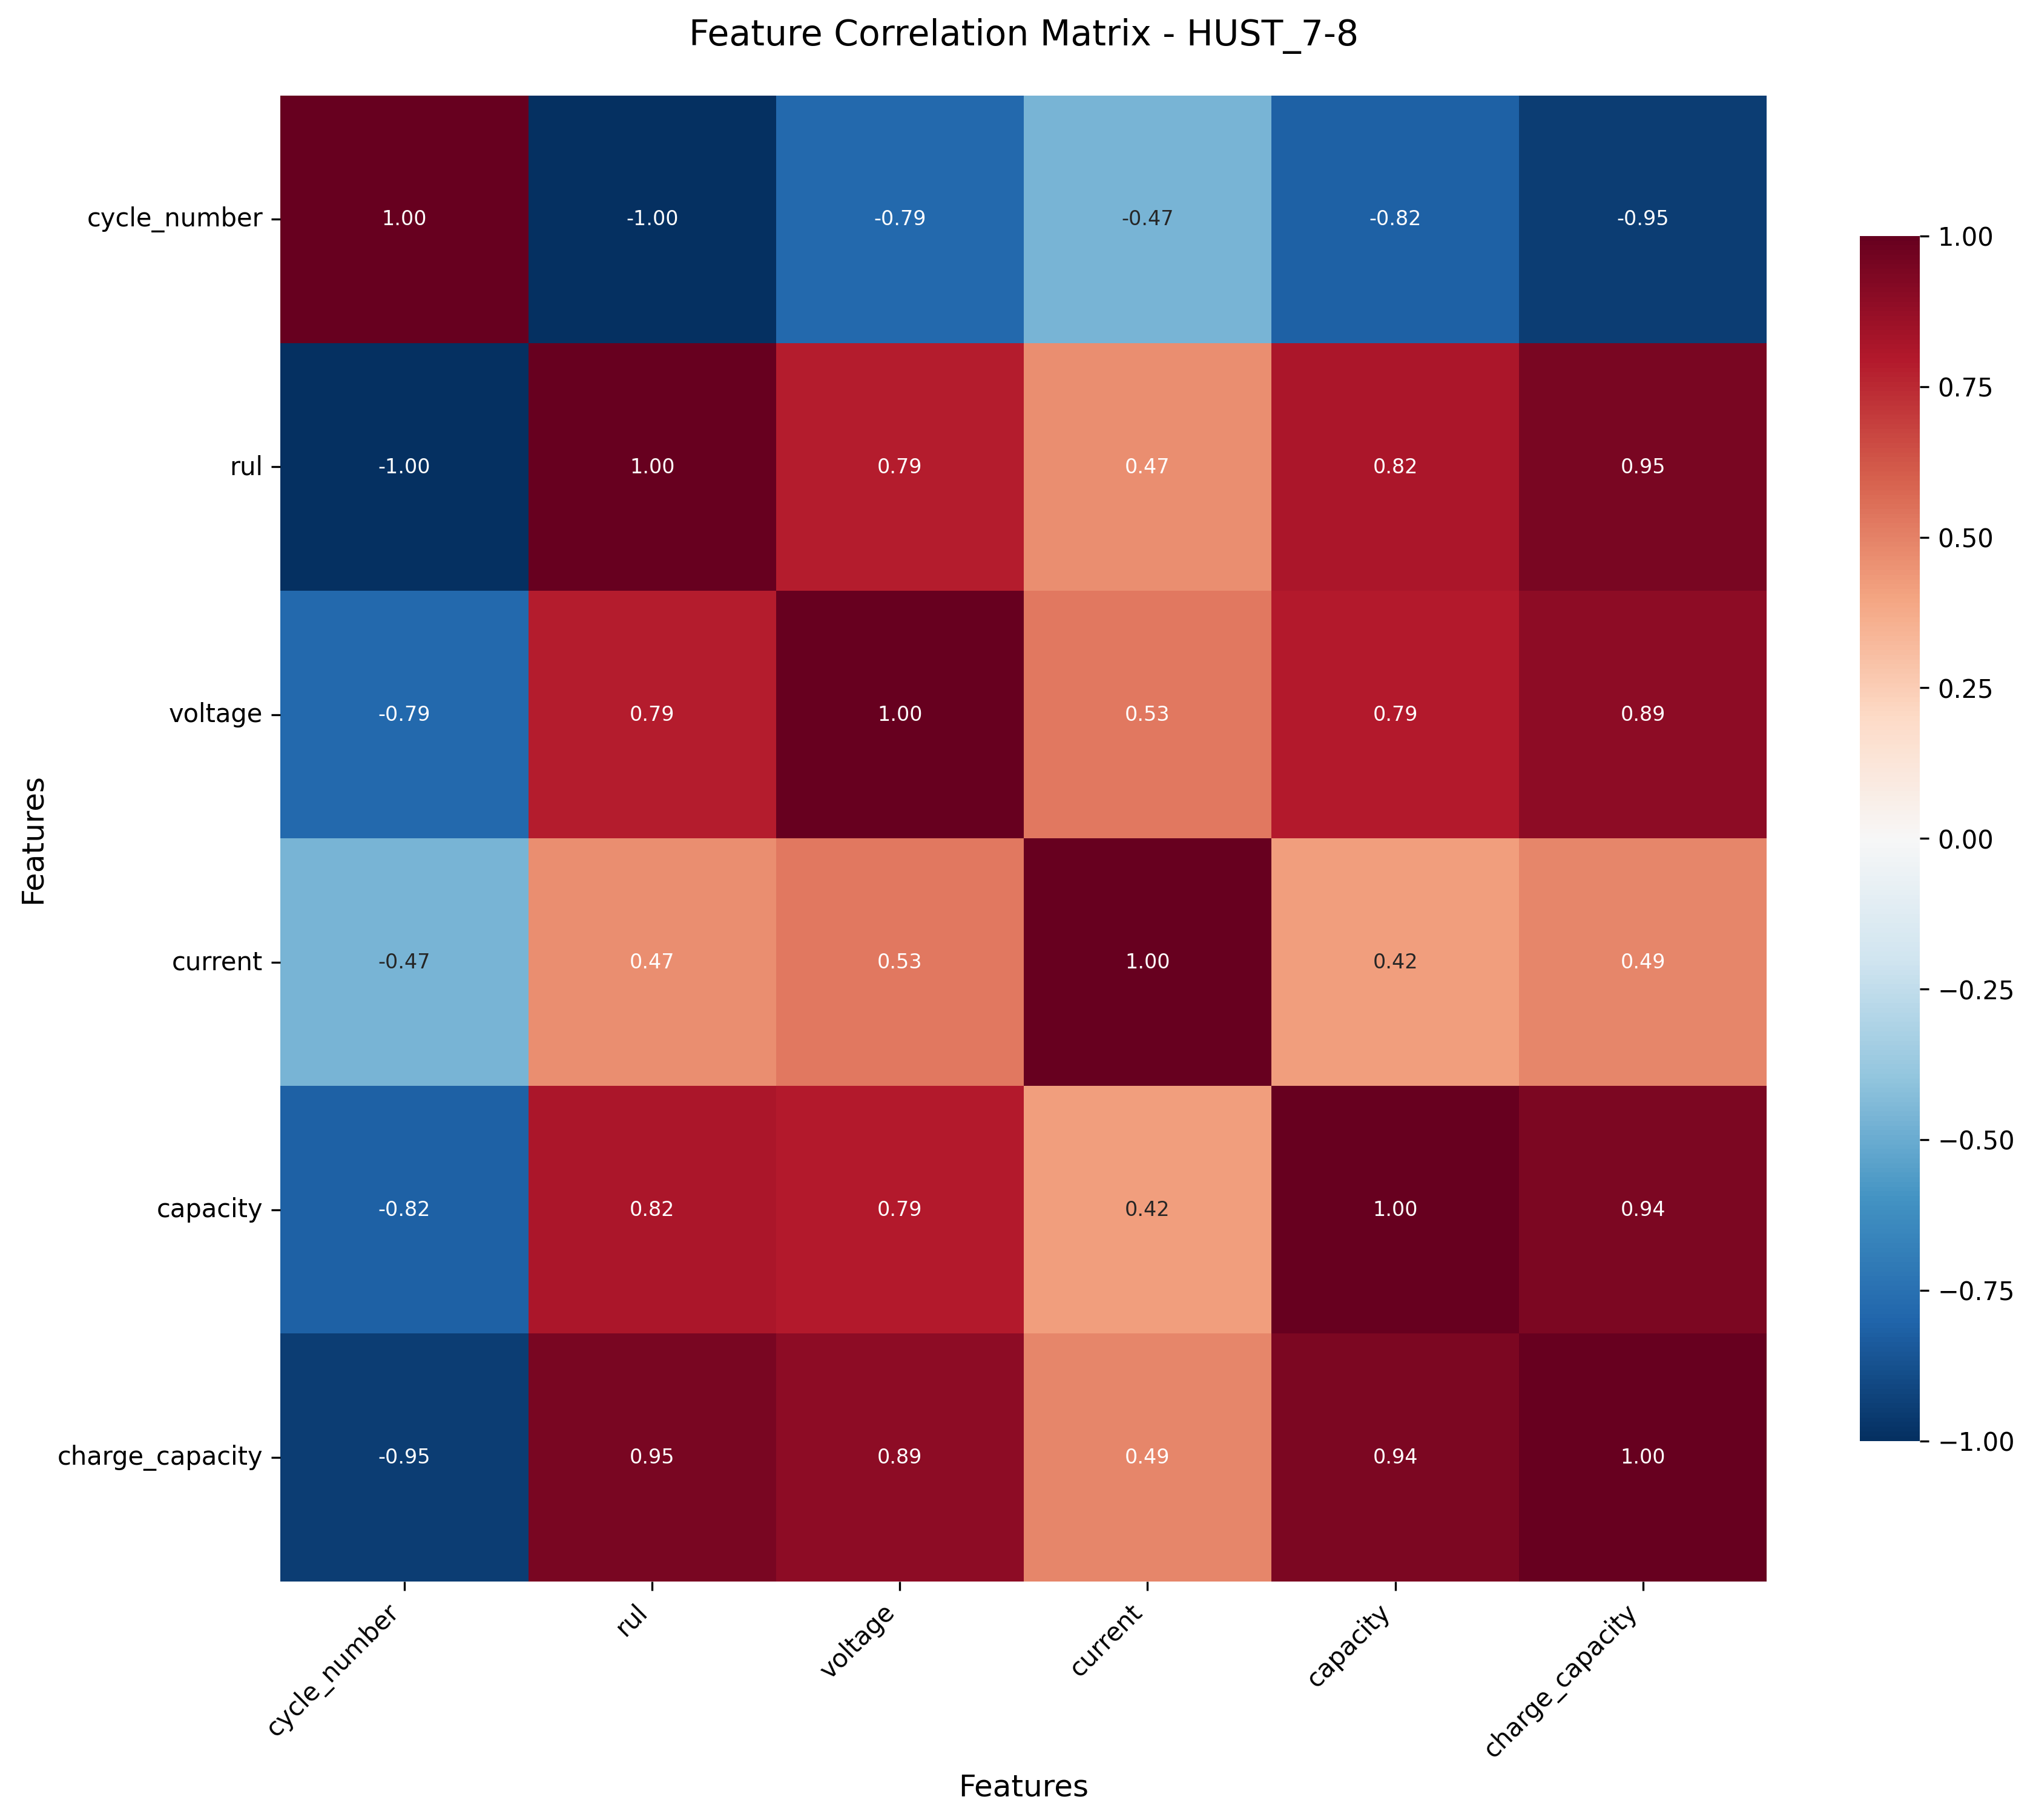 Feature Correlation Matrix - HUST_7-8
Features
cycle_number 1.00 -1.00 -0.79 -0.47 -0.82 -0.95
rul -1.00 1.00 0.79 0.47 0.82 0.95
voltage -0.79 0.79 1.00 0.53 0.79 0.89
current -0.47 0.47 0.53 1.00 0.42 0.49
capacity -0.82 0.82 0.79 0.42 1.00 0.94
charge_capacity -0.95 0.95 0.89 0.49 0.94 1.00
cycle_number rul voltage current capacity charge_capacity
Features
1.00
0.75
0.50
0.25
0.00
−0.25
−0.50
−0.75
−1.00